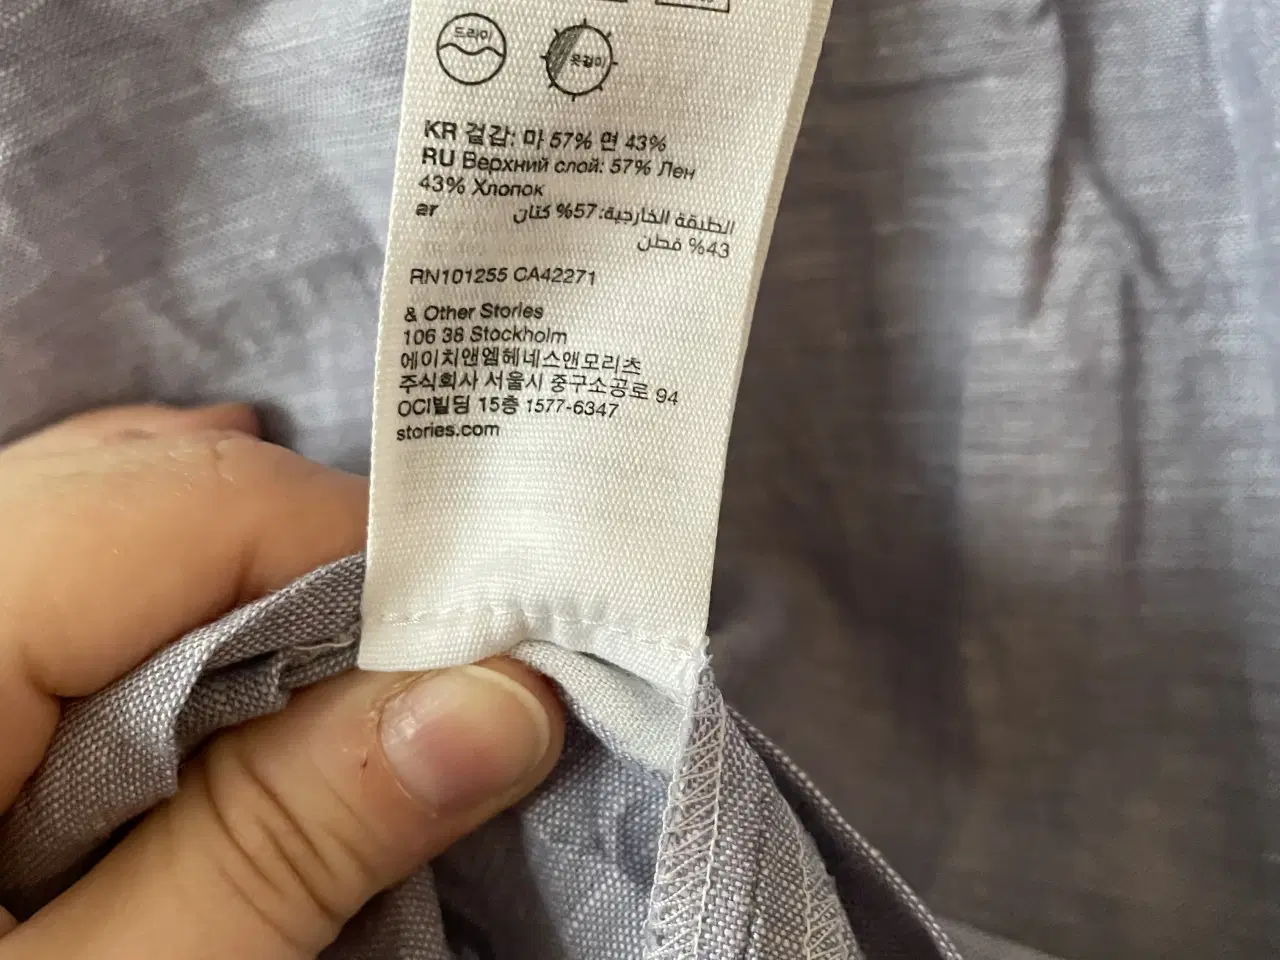 드라이
옷걸이
KR 겉감: 마 57% 면 43%
RU Верхний слой: 57% Лен
43% Хлопок
ar الطبقة الخارجية: 57% كتان
43% قطن
RN101255 CA42271
& Other Stories
106 38 Stockholm
에이치앤엠헤네스앤모리츠
주식회사 서울시 중구소공로 94
OCI빌딩 15층 1577-6347
stories.com